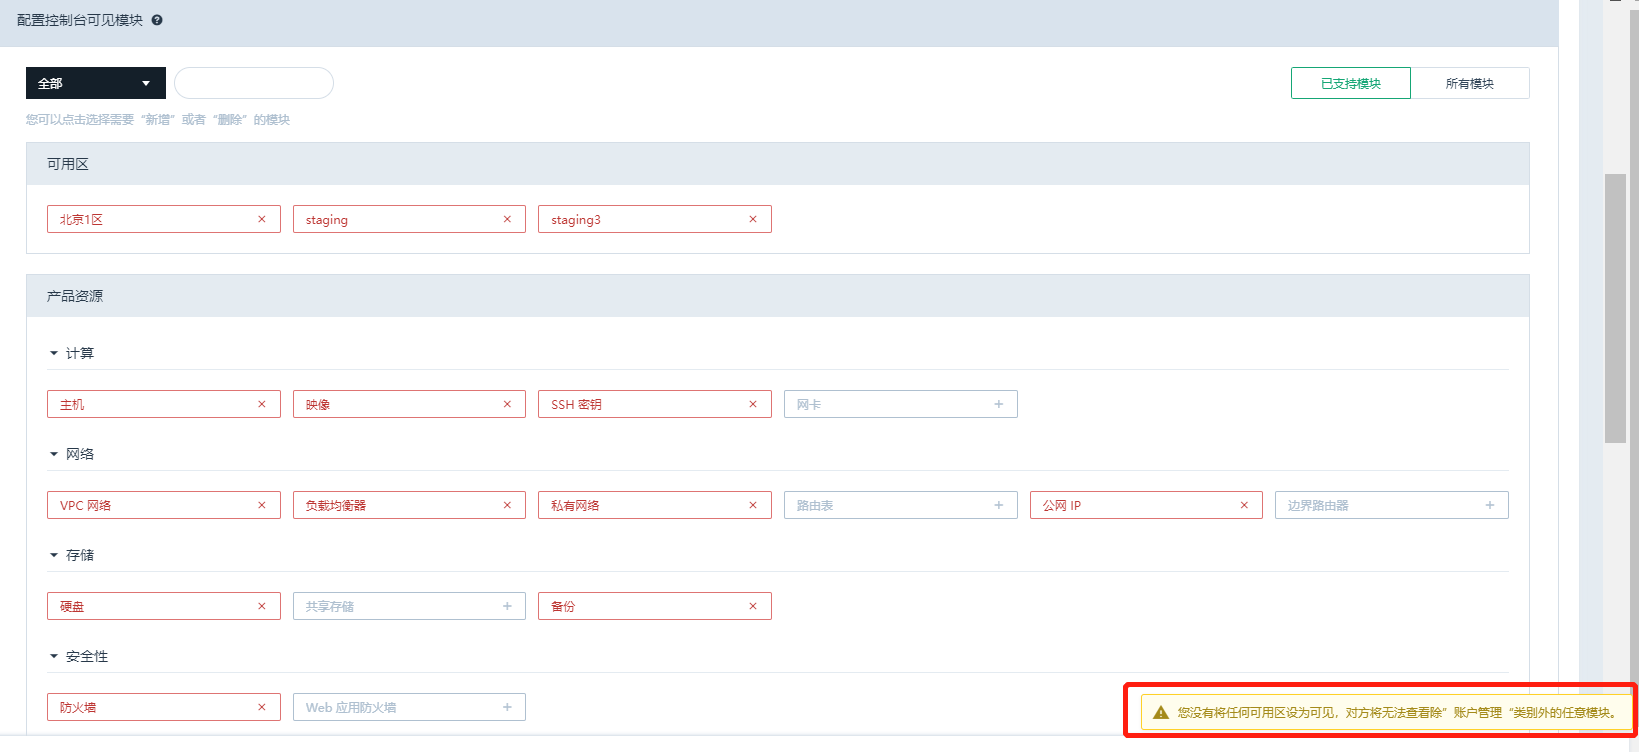 配置控制台可见模块
全部
已支持模块 所有模块
您可以点击选择需要“新增”或者“删除”的模块
可用区
北京1区 × staging × staging3 ×
产品资源
计算
主机 × 映像 × SSH 密钥 × 网卡 +
网络
VPC 网络 × 负载均衡器 × 私有网络 × 路由表 + 公网 IP × 边界路由器 +
存储
硬盘 × 共享存储 + 备份 ×
安全性
防火墙 × Web 应用防火墙 +
您没有将任何可用区设为可见，对方将无法查看除”账户管理“类别外的任意模块。